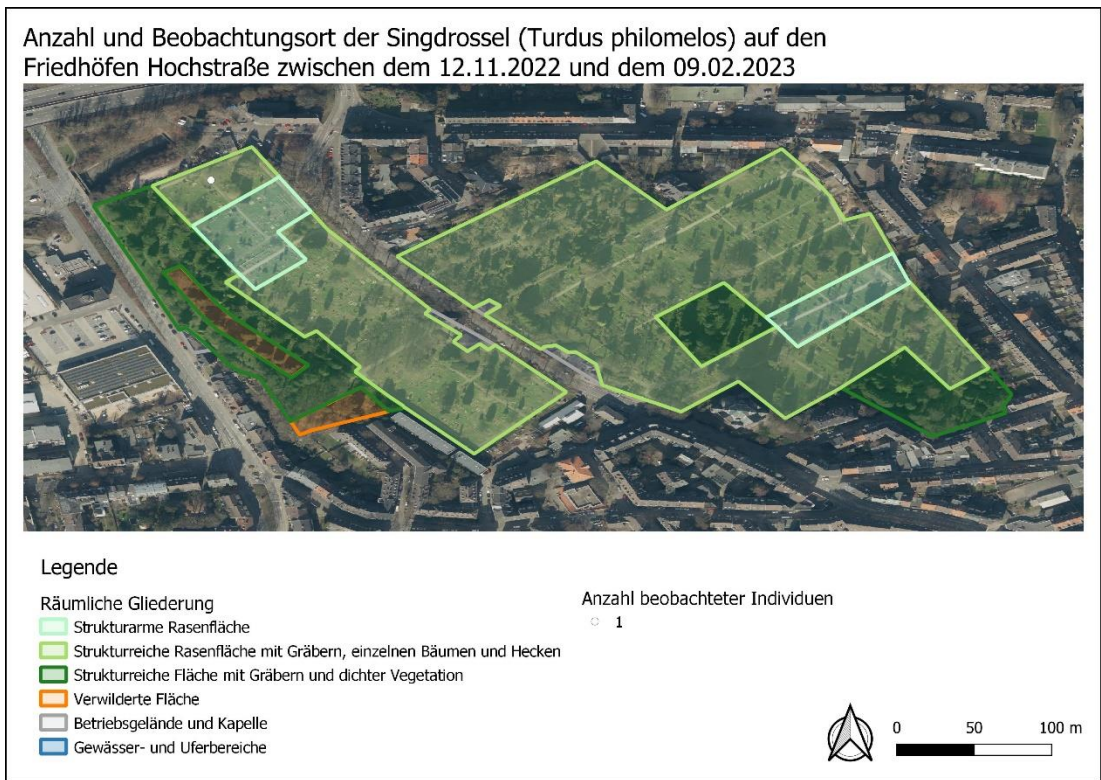 Anzahl und Beobachtungsort der Singdrossel (Turdus philomelos) auf den
Friedhöfen Hochstraße zwischen dem 12.11.2022 und dem 09.02.2023
Legende
Räumliche Gliederung
Strukturarme Rasenfläche
Strukturreiche Rasenfläche mit Gräbern, einzelnen Bäumen und Hecken
Strukturreiche Fläche mit Gräbern und dichter Vegetation
Verwilderte Fläche
Betriebsgelände und Kapelle
Gewässer- und Uferbereiche
Anzahl beobachteter Individuen
1
0 50 100 m